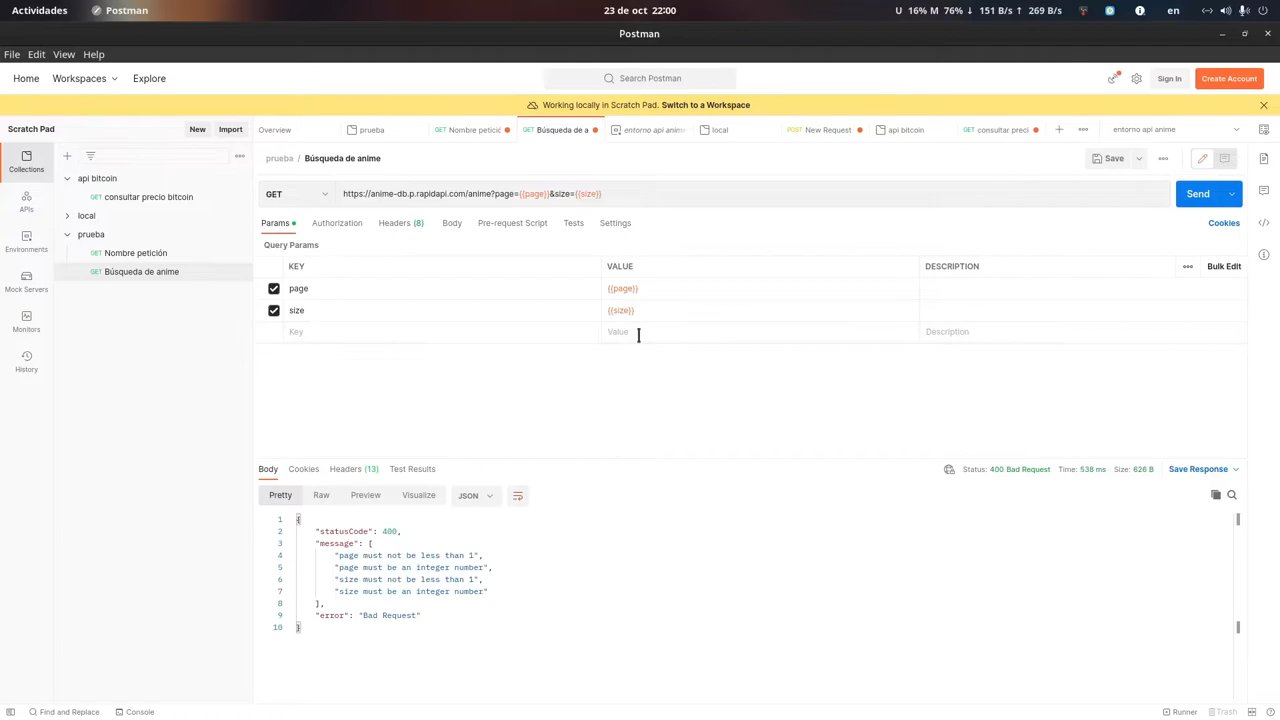 Actividades Postman 23 de oct 22:00 U 16% M 76% ↓ 151 B/s ↑ 269 B/s en
Postman
File Edit View Help
Home Workspaces Explore Search Postman Sign In Create Account
Working locally in Scratch Pad. Switch to a Workspace
Scratch Pad New Import Overview prueba GET Nombre petició GET Búsqueda de a entorno api anime local POST New Request api bitcoin GET consultar preci entorno api anime
Collections
api bitcoin
GET consultar precio bitcoin
local
prueba
GET Nombre petición
GET Búsqueda de anime
APIs
Environments
Mock Servers
Monitors
History
prueba / Búsqueda de anime Save
GET https://anime-db.p.rapidapi.com/anime?page={{page}}&size={{size}} Send
Params Authorization Headers (8) Body Pre-request Script Tests Settings Cookies
Query Params
KEY VALUE DESCRIPTION Bulk Edit
page {{page}}
size {{size}}
Key Value Description
Body Cookies Headers (13) Test Results Status: 400 Bad Request Time: 538 ms Size: 626 B Save Response
Pretty Raw Preview Visualize JSON
1 {
2 "statusCode": 400,
3 "message": [
4 "page must not be less than 1",
5 "page must be an integer number",
6 "size must not be less than 1",
7 "size must be an integer number"
8 ],
9 "error": "Bad Request"
10 }
Find and Replace Console Runner Trash